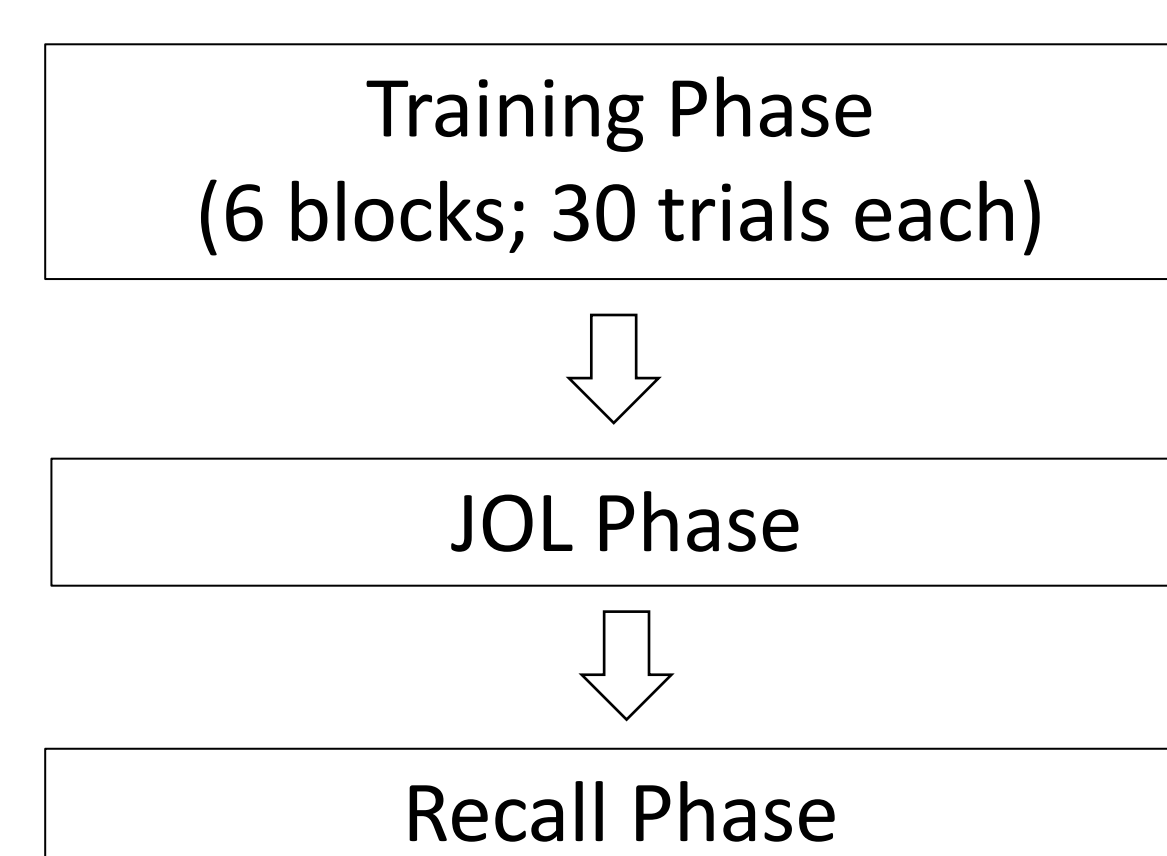 Training Phase
(6 blocks; 30 trials each)
JOL Phase
Recall Phase